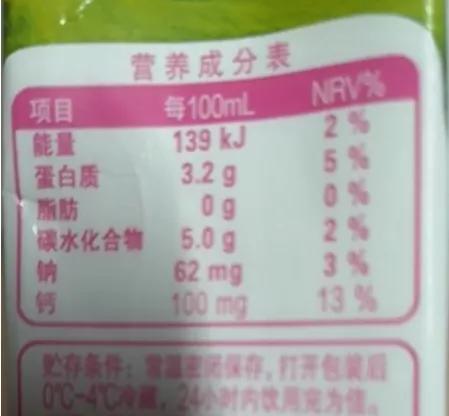 营养成分表
项目 每100mL NRV%
能量 139 kJ 2 %
蛋白质 3.2 g 5 %
脂肪 0 g 0 %
碳水化合物 5.0 g 2 %
钠 62 mg 3 %
钙 100 mg 13 %
贮存条件：常温密闭保存，打开包装后
0℃-4℃冷藏，24小时内饮用完为佳。